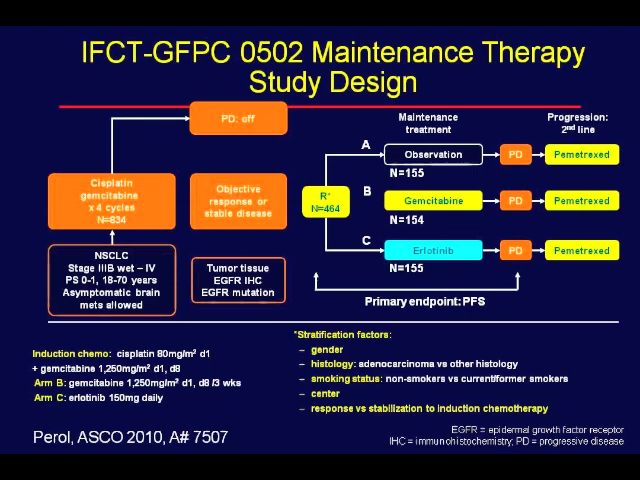 IFCT-GFPC 0502 Maintenance Therapy
Study Design
PD: off
Cisplatin
gemcitabine
x 4 cycles
N=834
Objective
response or
stable disease
NSCLC
Stage IIIB wet – IV
PS 0-1, 18-70 years
Asymptomatic brain
mets allowed
Tumor tissue
EGFR IHC
EGFR mutation
R*
N=464
Maintenance
treatment
Progression:
2nd line
A
Observation
PD
Pemetrexed
N=155
B
Gemcitabine
PD
Pemetrexed
N=154
C
Erlotinib
PD
Pemetrexed
N=155
Primary endpoint: PFS
Induction chemo: cisplatin 80mg/m² d1
+ gemcitabine 1,250mg/m² d1, d8
Arm B: gemcitabine 1,250mg/m² d1, d8 /3 wks
Arm C: erlotinib 150mg daily
*Stratification factors:
– gender
– histology: adenocarcinoma vs other histology
– smoking status: non-smokers vs current/former smokers
– center
– response vs stabilization to induction chemotherapy
Perol, ASCO 2010, A# 7507
EGFR = epidermal growth factor receptor
IHC = immunohistochemistry; PD = progressive disease